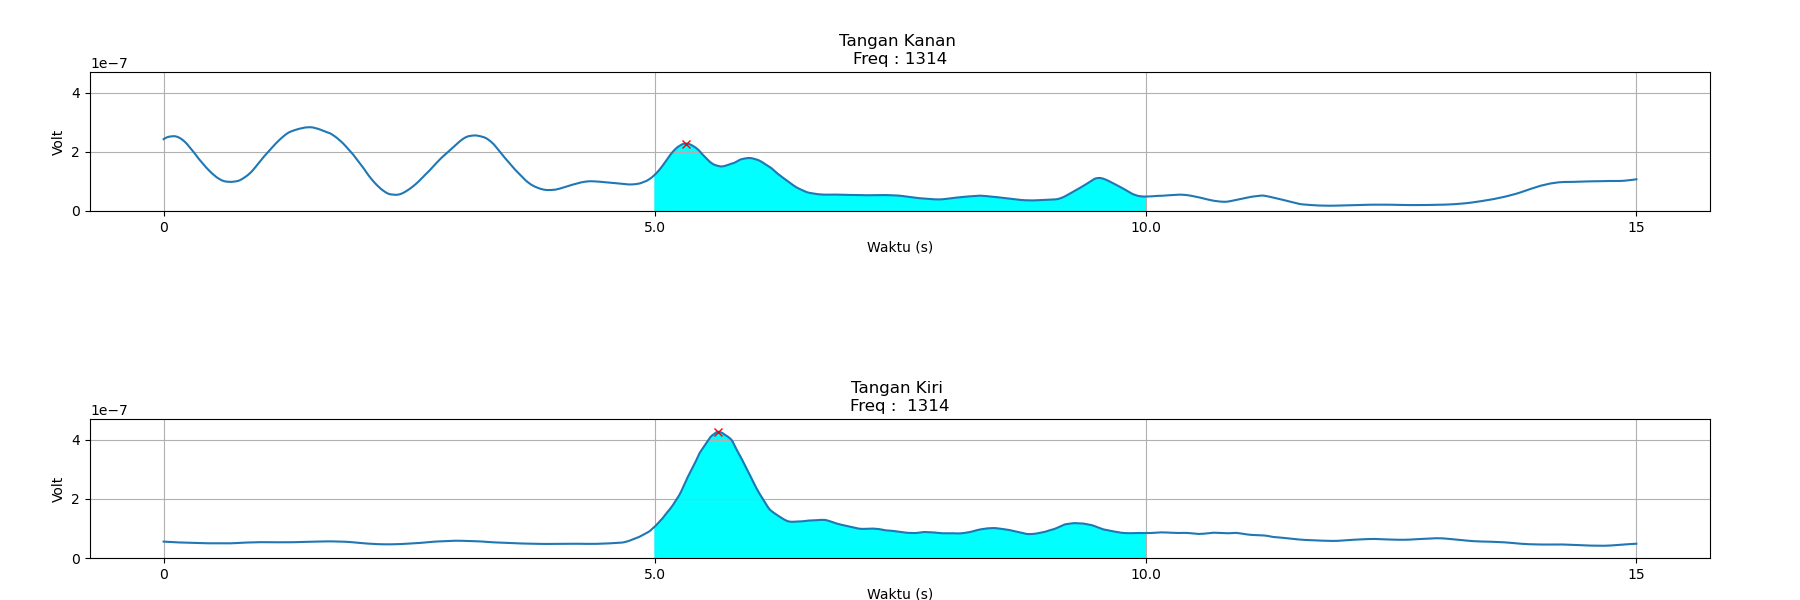 Tangan Kanan
Freq : 1314
1e−7
4
2
0
Volt
0 5.0 10.0 15
Waktu (s)
Tangan Kiri
Freq :  1314
1e−7
4
2
0
Volt
0 5.0 10.0 15
Waktu (s)